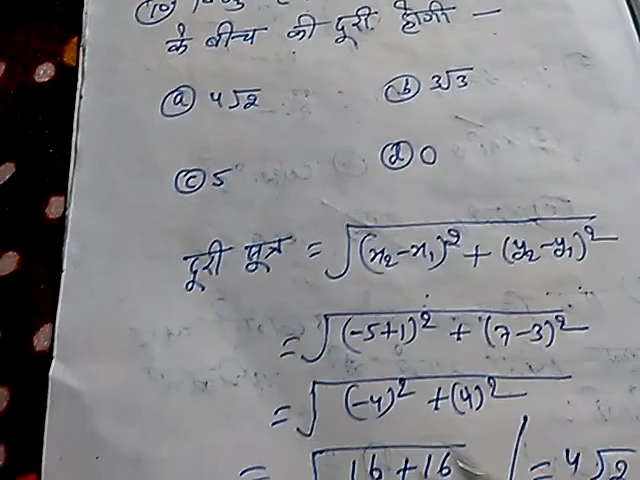 (10) बिन्दु
के बीच की दूरी होगी —
(a) 4√2 (b) 3√3
(c) 5 (d) 0
दूरी सूत्र = √(x₂-x₁)² + (y₂-y₁)²
= √(-5+1)² + (7-3)²
= √(-4)² + (4)²
= √16+16 / = 4√2